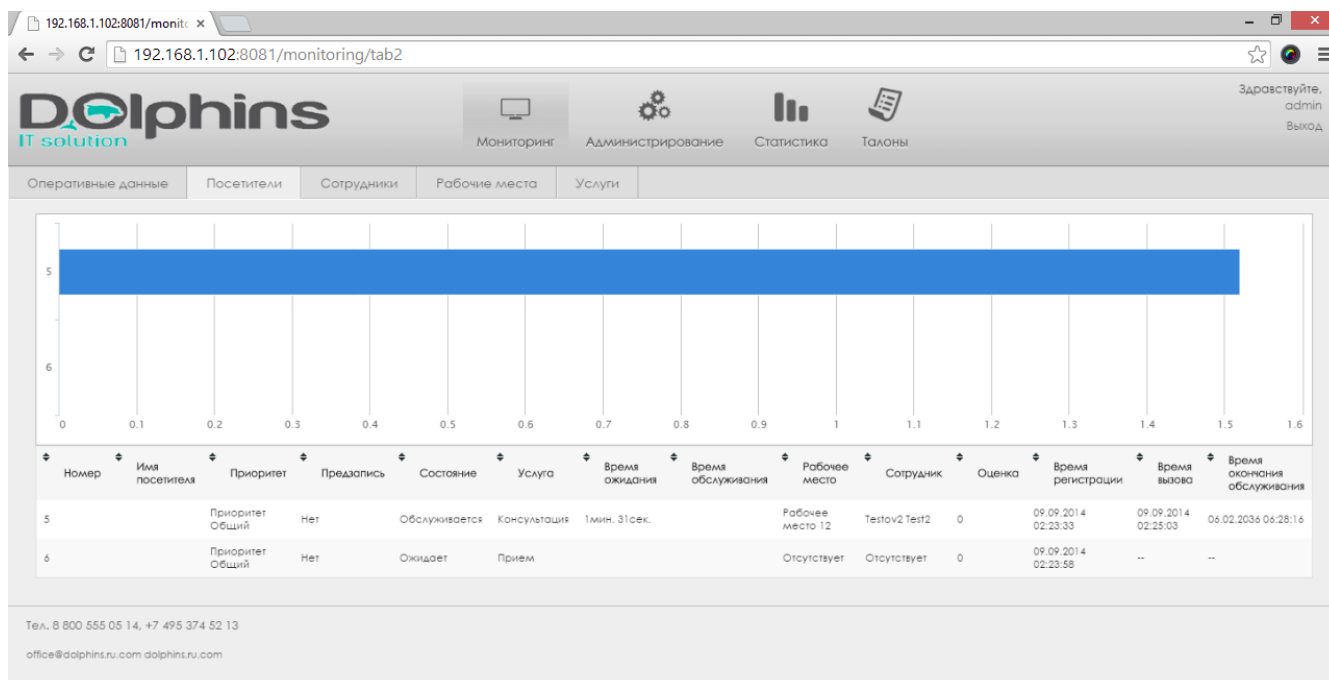 192.168.1.102:8081/monito
192.168.1.102:8081/monitoring/tab2
DOlphins
IT solution
Мониторинг
Администрирование
Статистика
Талоны
Здравствуйте,
admin
Выход
Оперативные данные
Посетители
Сотрудники
Рабочие места
Услуги
5
6
0 0.1 0.2 0.3 0.4 0.5 0.6 0.7 0.8 0.9 1 1.1 1.2 1.3 1.4 1.5 1.6
Номер
Имя
посетителя
Приоритет
Предзапись
Состояние
Услуга
Время
ожидания
Время
обслуживания
Рабочее
место
Сотрудник
Оценка
Время
регистрации
Время
вызова
Время
окончания
обслуживания
5
Приоритет
Общий
Нет
Обслуживается
Консультация
1мин. 31сек.
Рабочее
место 12
Testov2 Test2
0
09.09.2014
02:23:33
09.09.2014
02:25:03
06.02.2036 06:28:16
6
Приоритет
Общий
Нет
Ожидает
Прием
Отсутствует
Отсутствует
0
09.09.2014
02:23:58
--
--
Тел. 8 800 555 05 14, +7 495 374 52 13
office@dolphins.ru.com dolphins.ru.com